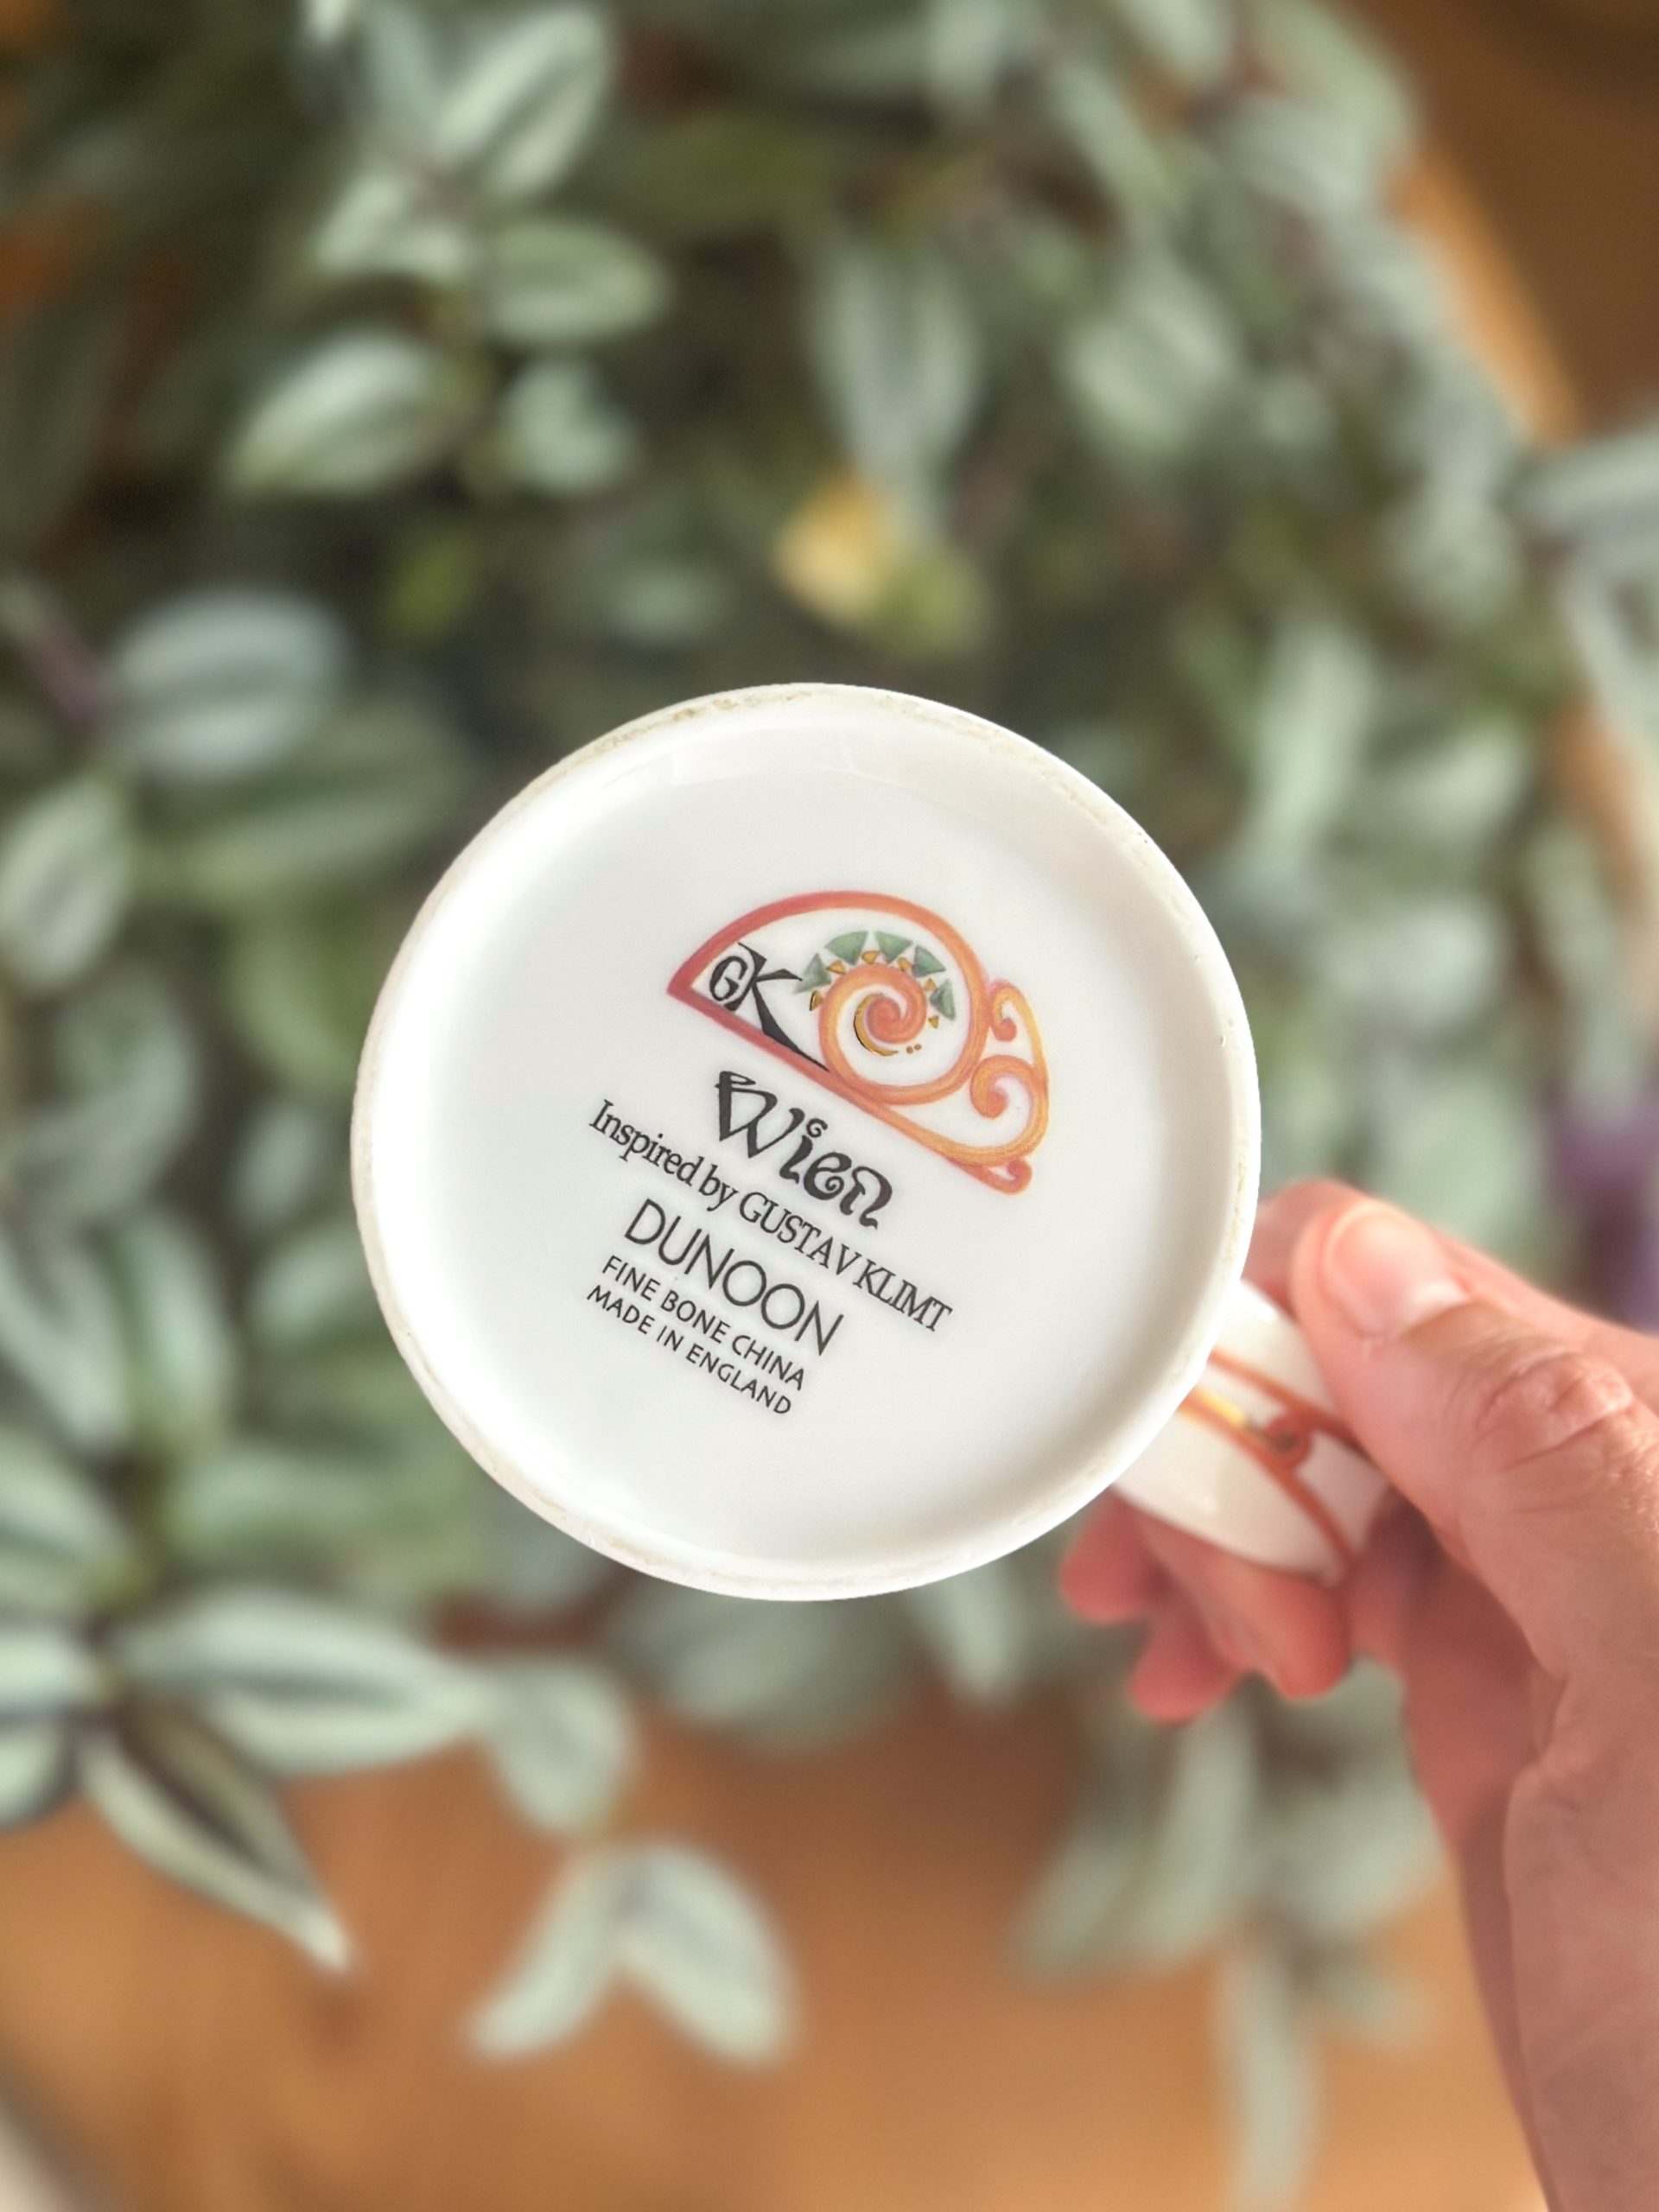 GK
Wien
Inspired by GUSTAV KLIMT
DUNOON
FINE BONE CHINA
MADE IN ENGLAND